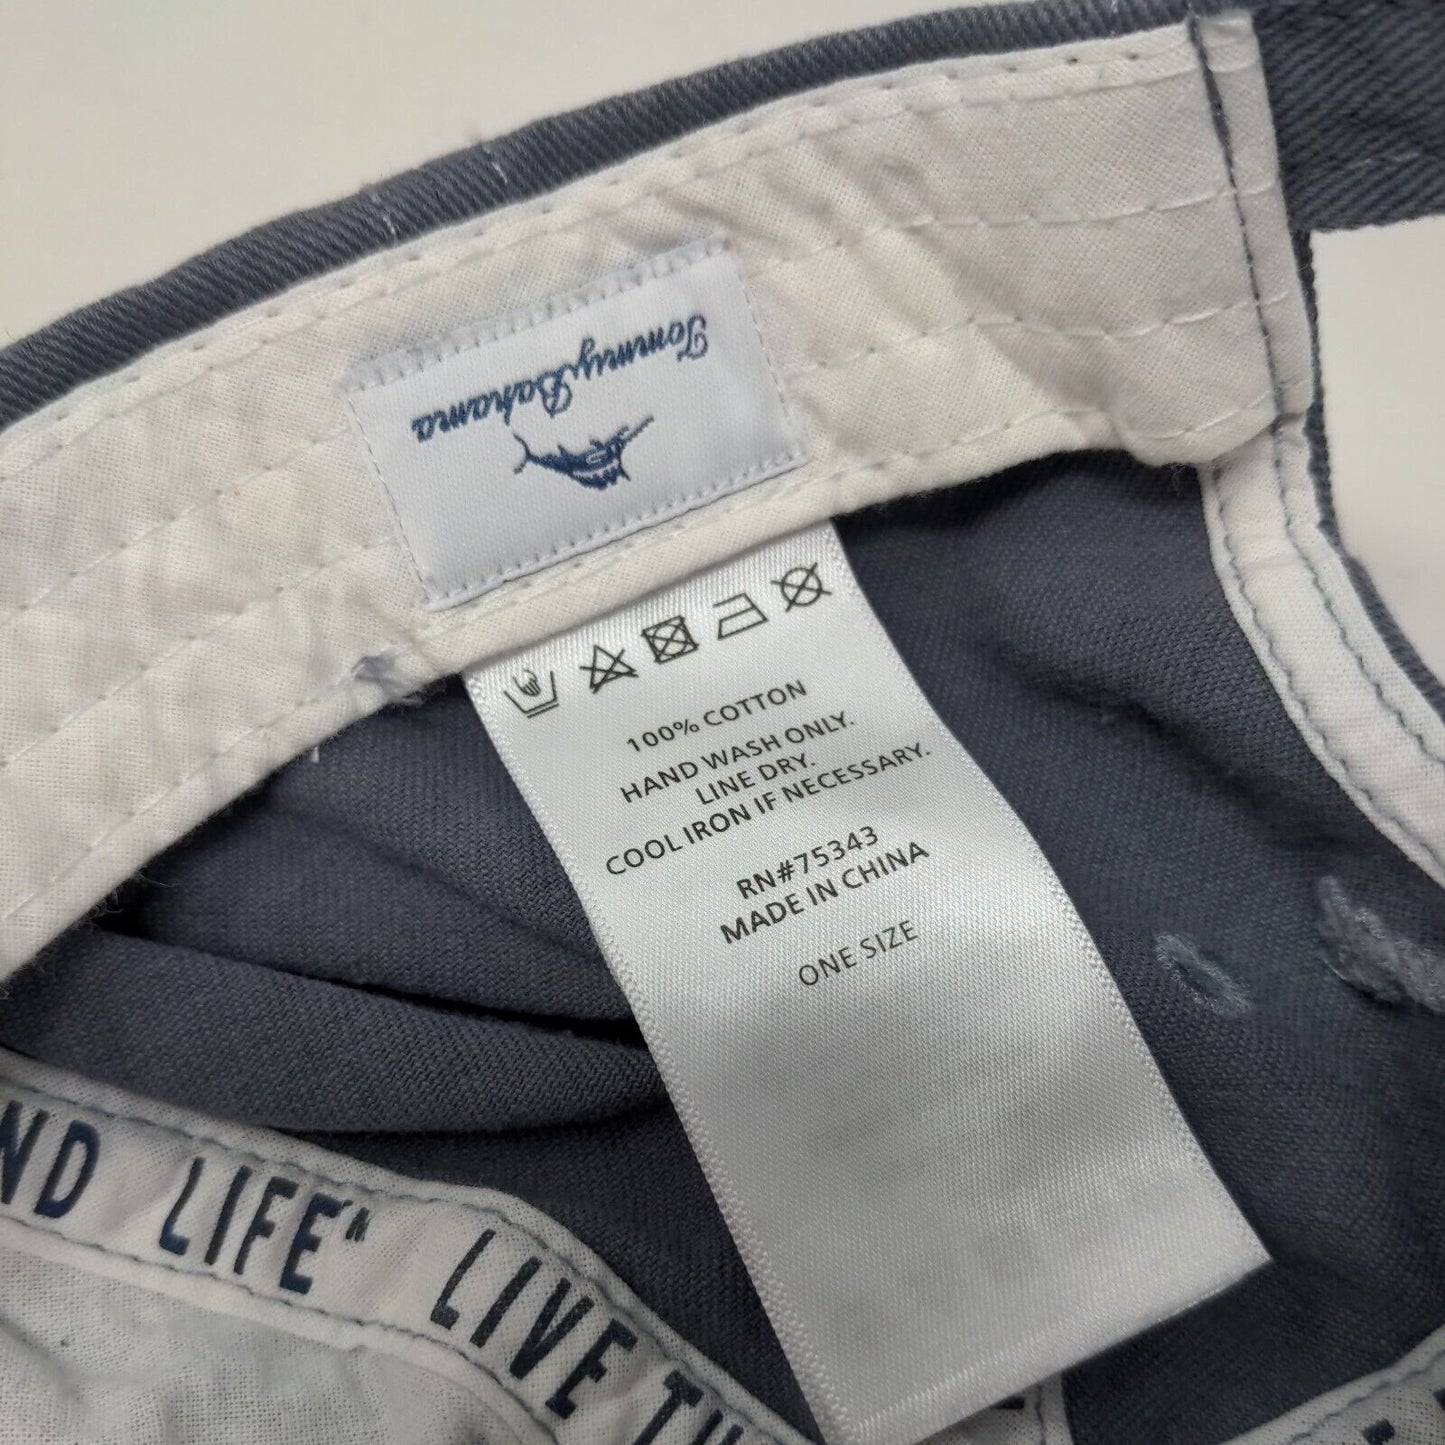 Tommy Bahama
100% COTTON
HAND WASH ONLY.
LINE DRY.
COOL IRON IF NECESSARY.
RN#75343
MADE IN CHINA
ONE SIZE
ND LIFE" LIVE